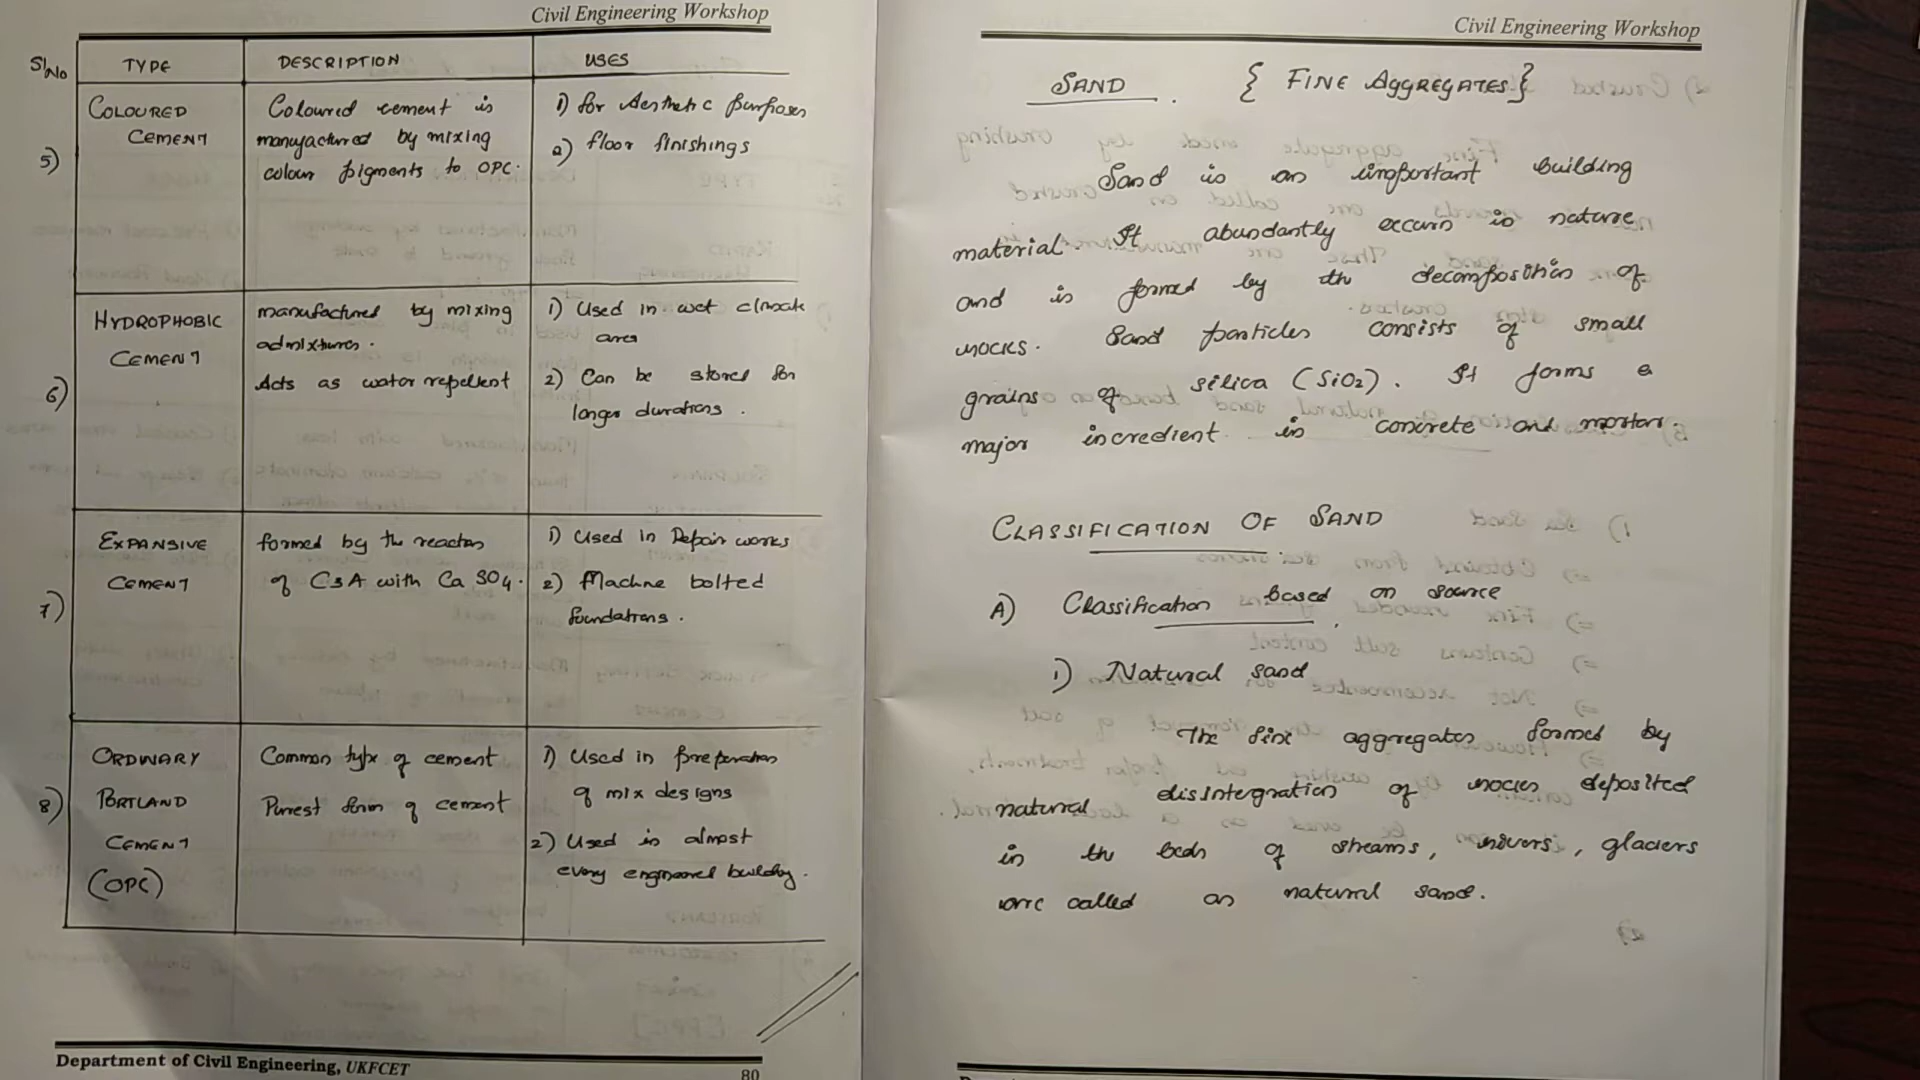 Civil Engineering Workshop
Sl No TYPE DESCRIPTION USES
5) COLOURED CEMENT
Coloured cement is
manufactured by mixing
colour pigments to OPC.
1) for Aesthetic purposes
2) floor finishings
6) HYDROPHOBIC CEMENT
manufactured by mixing
admixtures.
Acts as water repellent
1) Used in wet climate
area
2) Can be stored for
longer durations.
7) EXPANSIVE CEMENT
formed by the reaction
of C3A with CaSO4.
1) Used in Repair works
2) Machine bolted
foundations.
8) ORDINARY PORTLAND CEMENT (OPC)
Common type of cement
Purest form of cement
1) Used in preparation
of mix designs
2) Used in almost
every engineered building.
Department of Civil Engineering, UKFCET
80
Civil Engineering Workshop
SAND. { FINE AGGREGATES }
Sand is an important building
material. It abundantly occurs in nature
and is formed by the decomposition of
rocks. Sand particles consists of small
grains of silica (SiO2). It forms a
major incredient in concrete and mortar.
CLASSIFICATION OF SAND.
A) Classification based on source.
1) Natural sand
The fine aggregates formed by
natural disintegration of rocks deposited
in the beds of streams, rivers, glaciers
are called as natural sand.